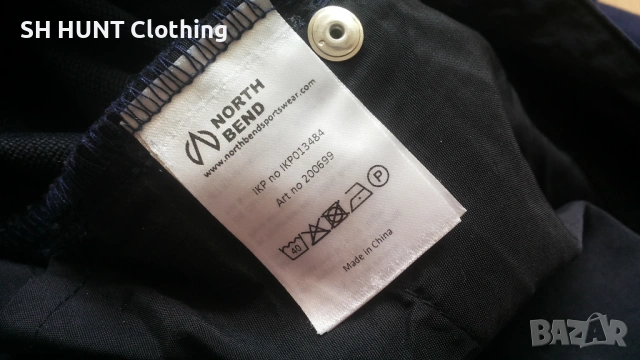 SH HUNT Clothing
NORTH
BEND
www.northbendsportswear.com
IKP no IKP013484
Art no 200699
40
P
Made in China
BAZAR
.bg